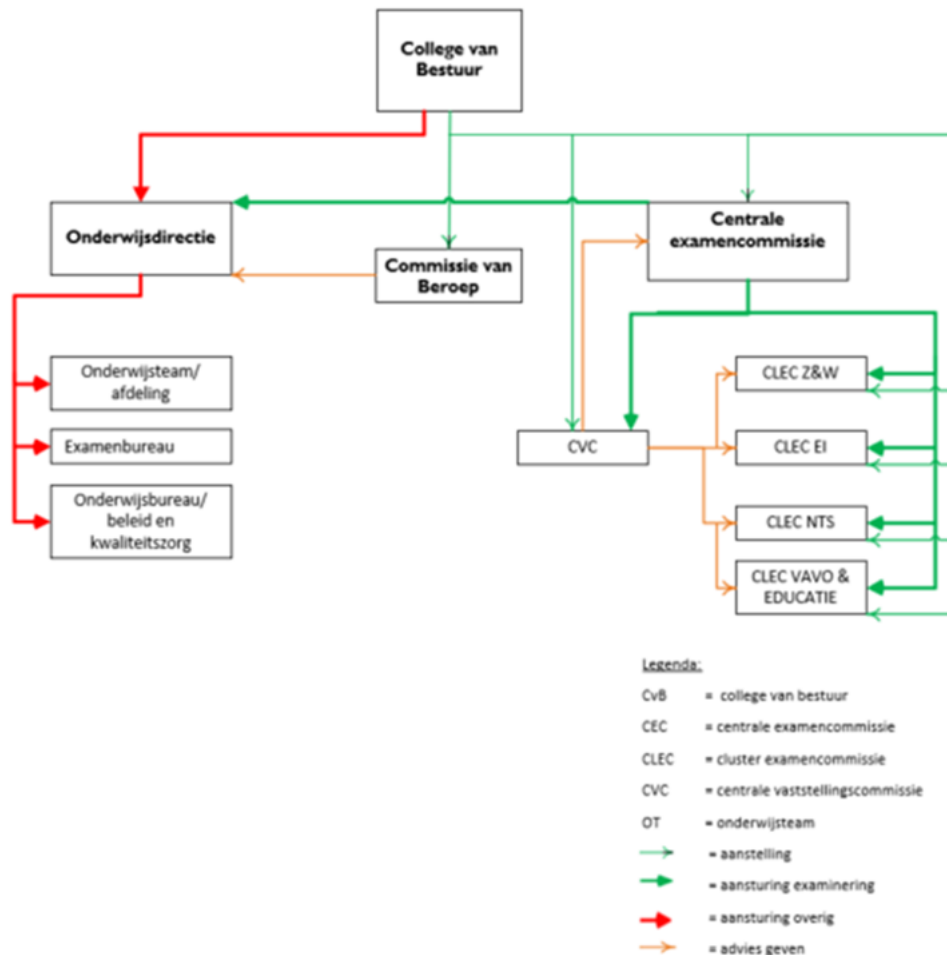 College van
Bestuur
Onderwijsdirectie
Commissie van
Beroep
Centrale
examencommissie
Onderwijsteam/
afdeling
Examenbureau
Onderwijsbureau/
beleid en
kwaliteitszorg
CVC
CLEC Z&W
CLEC EI
CLEC NTS
CLEC VAVO &
EDUCATIE
Legenda:
CvB = college van bestuur
CEC = centrale examencommissie
CLEC = cluster examencommissie
CVC = centrale vaststellingscommissie
OT = onderwijsteam
= aanstelling
= aansturing examinering
= aansturing overig
= advies geven